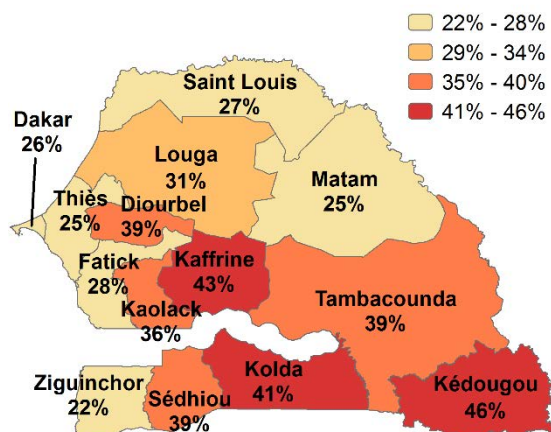 22% - 28%
29% - 34%
35% - 40%
41% - 46%
Saint Louis
27%
Dakar
26%
Louga
31%
Matam
25%
Thiès
25%
Diourbel
39%
Fatick
28%
Kaffrine
43%
Kaolack
36%
Tambacounda
39%
Ziguinchor
22%
Sédhiou
39%
Kolda
41%
Kédougou
46%